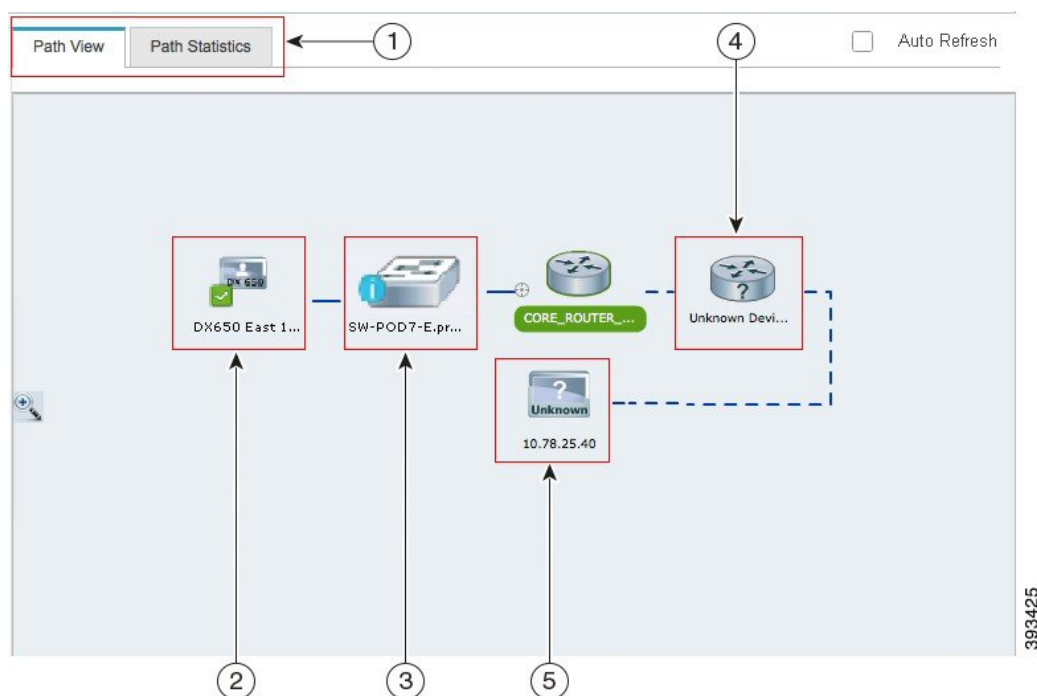 Path View
Path Statistics
1
4
Auto Refresh
DX 650
DX650 East 1...
i
SW-POD7-E.pr...
CORE_ROUTER_...
?
Unknown Devi...
?
Unknown
10.78.25.40
2
3
5
393425